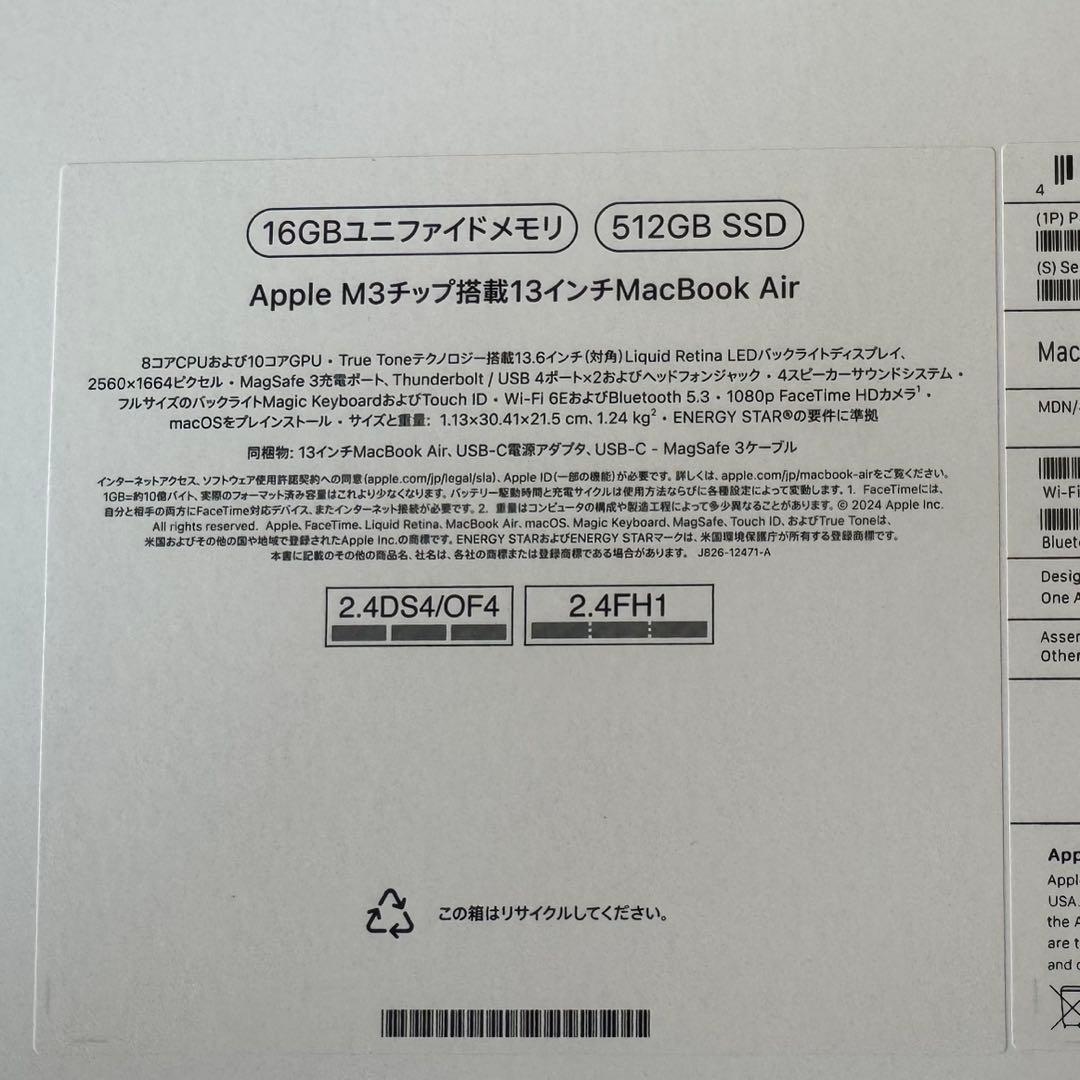 16GBユニファイドメモリ
512GB SSD
Apple M3チップ搭載13インチMacBook Air
8コアCPUおよび10コアGPU・True Toneテクノロジー搭載13.6インチ(対角)Liquid Retina LEDバックライトディスプレイ、
2560×1664ピクセル・MagSafe 3充電ポート、Thunderbolt / USB 4ポート×2およびヘッドフォンジャック・4スピーカーサウンドシステム・
フルサイズのバックライトMagic KeyboardおよびTouch ID・Wi-Fi 6EおよびBluetooth 5.3・1080p FaceTime HDカメラ¹・
macOSをプレインストール・サイズと重量: 1.13×30.41×21.5 cm、1.24 kg²・ENERGY STAR®の要件に準拠
同梱物: 13インチMacBook Air、USB-C電源アダプタ、USB-C - MagSafe 3ケーブル
インターネットアクセス、ソフトウェア使用許諾契約への同意(apple.com/jp/legal/sla)、Apple ID(一部の機能)が必要です。詳しくは、apple.com/jp/macbook-airをご覧ください。
1GB=約10億バイト、実際のフォーマット済み容量はこれより少なくなります。バッテリー駆動時間と充電サイクルは使用方法ならびに各種設定によって変動します。1. FaceTimeには、
自分と相手の両方にFaceTime対応デバイス、またインターネット接続が必要です。2. 重量はコンピュータの構成や製造工程によって多少異なることがあります。© 2024 Apple Inc.
All rights reserved. Apple、FaceTime、Liquid Retina、MacBook Air、macOS、Magic Keyboard、MagSafe、Touch ID、およびTrue Toneは、
米国およびその他の国や地域で登録されたApple Inc.の商標です。ENERGY STARおよびENERGY STARマークは、米国環境保護庁が所有する登録商標です。
本書に記載のその他の商品名、社名は、各社の商標または登録商標である場合があります。 JB26-12471-A
2.4DS4/OF4
2.4FH1
この箱はリサイクルしてください。
4
(1P) P
(S) Se
Mac
MDN/
Wi-Fi
Bluet
Desig
One A
Assem
Other
App
Appl
USA.
the A
are t
and